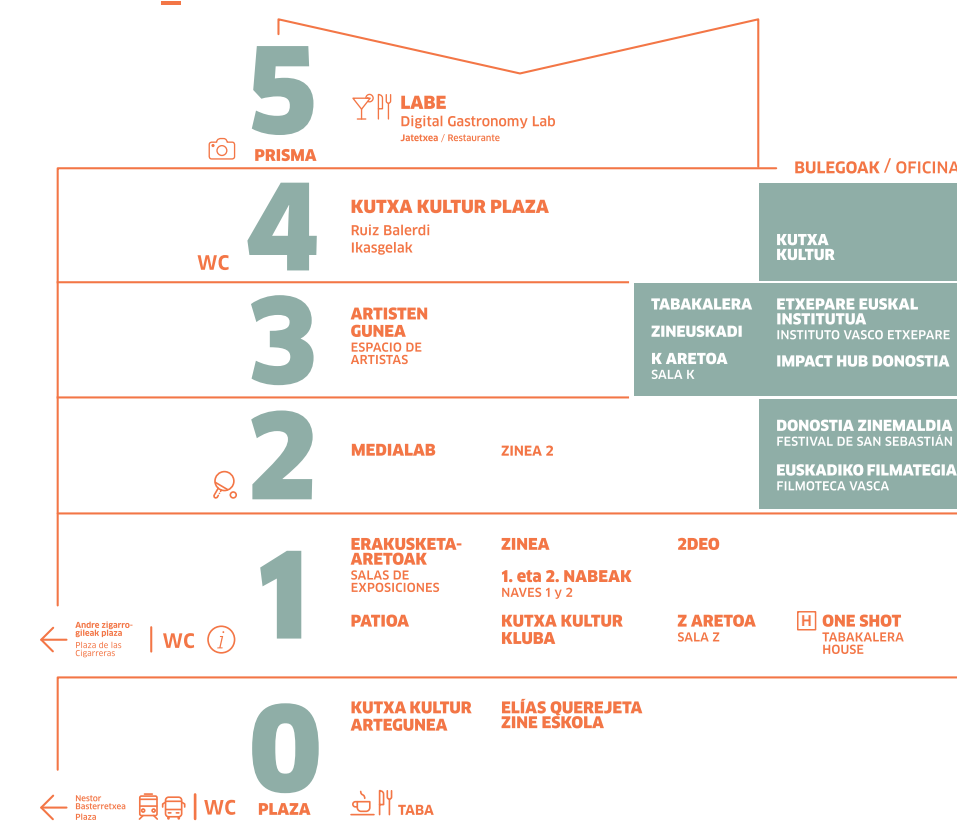 5
LABE
Digital Gastronomy Lab
Jatetxea / Restaurante
PRISMA
BULEGOAK / OFICINA
4
KUTXA KULTUR PLAZA
Ruiz Balerdi
Ikasgelak
WC
KUTXA
KULTUR
3
ARTISTEN
GUNEA
ESPACIO DE
ARTISTAS
TABAKALERA
ZINEUSKADI
K ARETOA
SALA K
ETXEPARE EUSKAL
INSTITUTUA
INSTITUTO VASCO ETXEPARE
IMPACT HUB DONOSTIA
2
MEDIALAB
ZINEA 2
DONOSTIA ZINEMALDIA
FESTIVAL DE SAN SEBASTIÁN
EUSKADIKO FILMATEGIA
FILMOTECA VASCA
1
ERAKUSKETA-
ARETOAK
SALAS DE
EXPOSICIONES
ZINEA
2DEO
1. eta 2. NABEAK
NAVES 1 y 2
PATIOA
KUTXA KULTUR
KLUBA
Z ARETOA
SALA Z
H ONE SHOT
TABAKALERA
HOUSE
Andre zigarro-
gileak plaza
Plaza de las
Cigarreras
WC
i
0
KUTXA KULTUR
ARTEGUNEA
ELÍAS QUEREJETA
ZINE ESKOLA
Nestor
Basterretxea
Plaza
WC
PLAZA
TABA